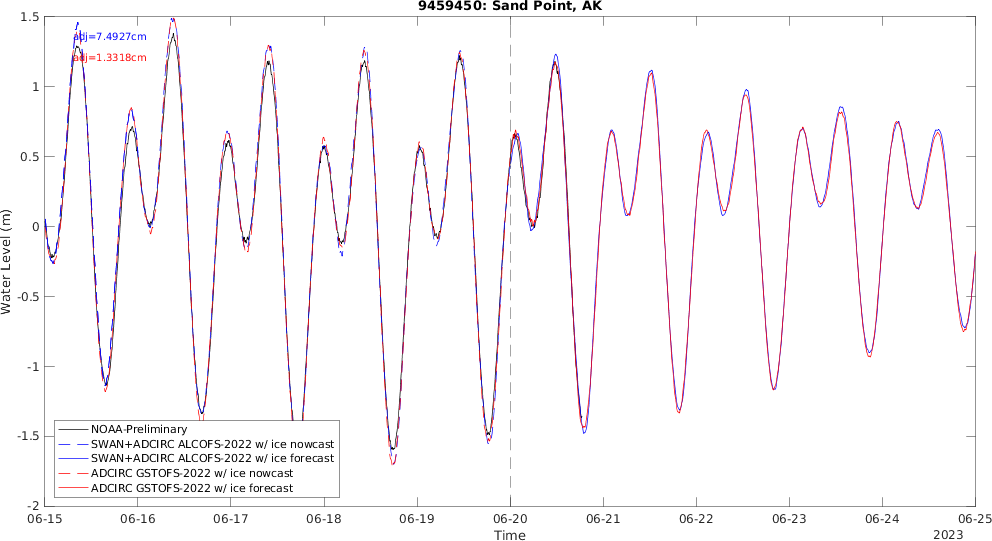 9459450: Sand Point, AK
adj=7.4927cm
adj=1.3318cm
Water Level (m)
1.5
1
0.5
0
-0.5
-1
-1.5
-2
NOAA-Preliminary
SWAN+ADCIRC ALCOFS-2022 w/ ice nowcast
SWAN+ADCIRC ALCOFS-2022 w/ ice forecast
ADCIRC GSTOFS-2022 w/ ice nowcast
ADCIRC GSTOFS-2022 w/ ice forecast
06-15 06-16 06-17 06-18 06-19 06-20 06-21 06-22 06-23 06-24 06-25
Time
2023